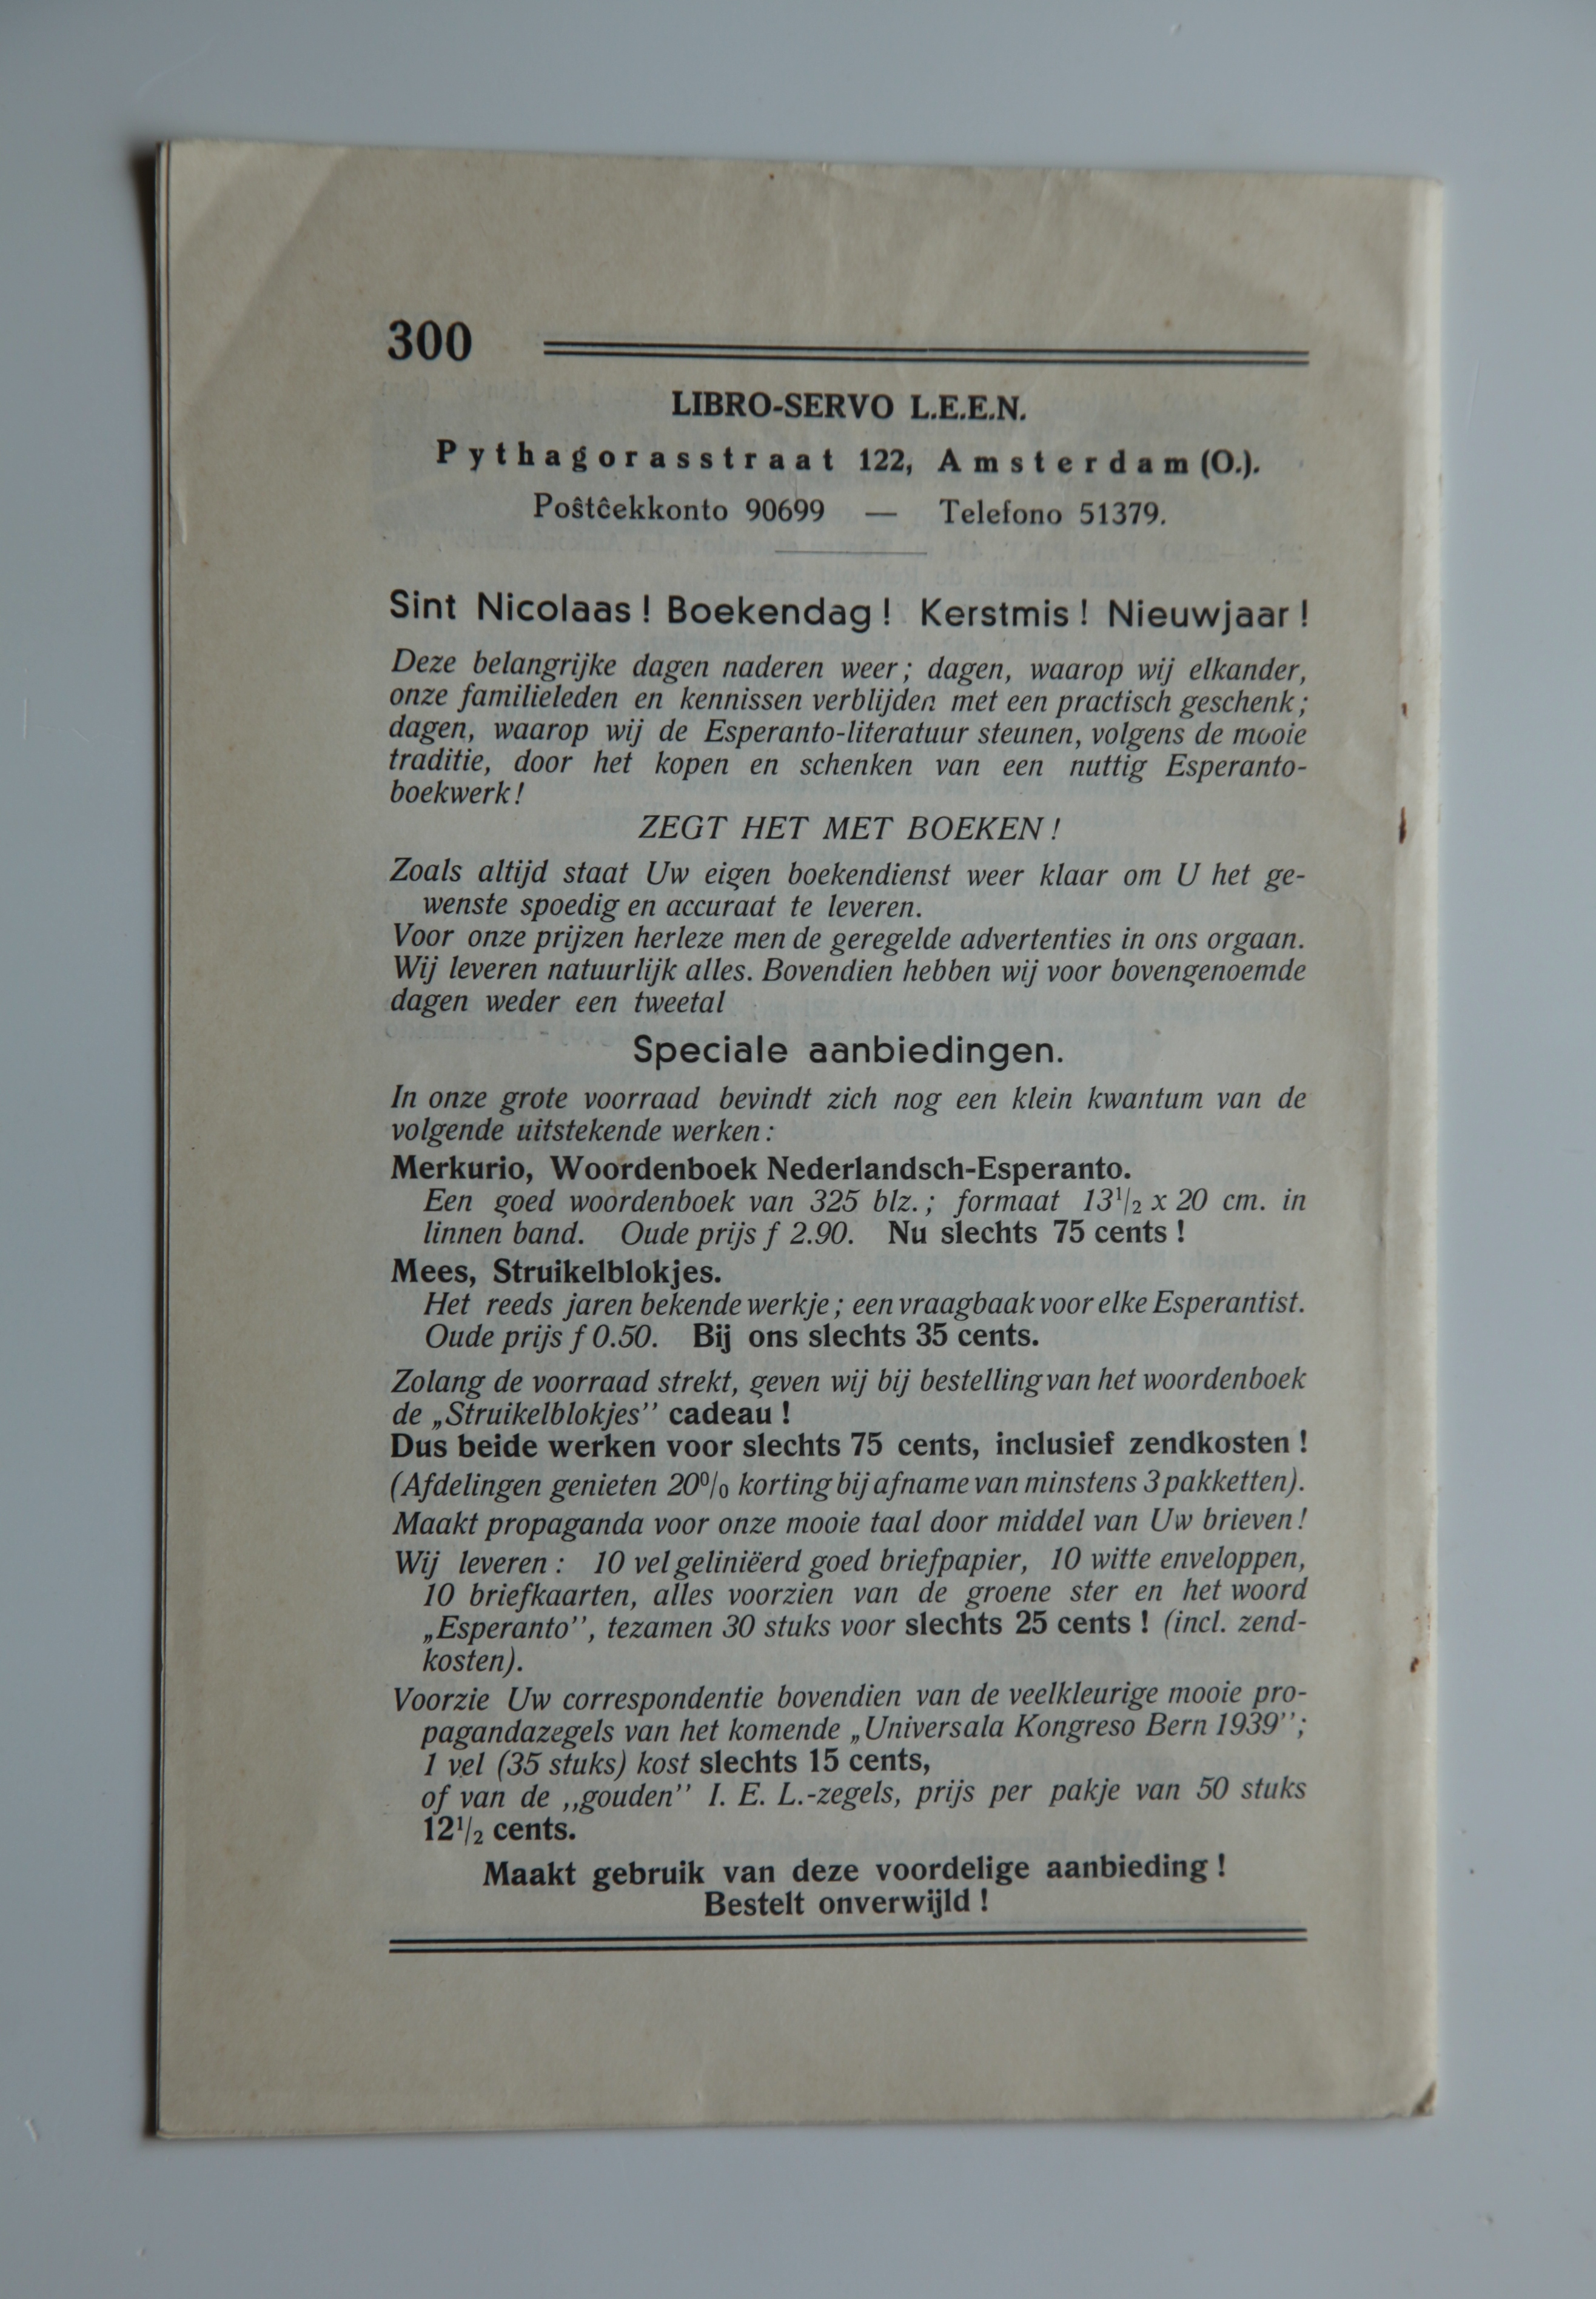 300
LIBRO-SERVO L.E.E.N.
Pythagorasstraat 122, Amsterdam (O.).
Poŝtĉekkonto 90699 — Telefono 51379.
Sint Nicolaas! Boekendag! Kerstmis! Nieuwjaar!
Deze belangrijke dagen naderen weer; dagen, waarop wij elkander,
onze familieleden en kennissen verblijden met een practisch geschenk;
dagen, waarop wij de Esperanto-literatuur steunen, volgens de mooie
traditie, door het kopen en schenken van een nuttig Esperanto-
boekwerk!
ZEGT HET MET BOEKEN!
Zoals altijd staat Uw eigen boekendienst weer klaar om U het ge-
wenste spoedig en accuraat te leveren.
Voor onze prijzen herleze men de geregelde advertenties in ons orgaan.
Wij leveren natuurlijk alles. Bovendien hebben wij voor bovengenoemde
dagen weder een tweetal
Speciale aanbiedingen.
In onze grote voorraad bevindt zich nog een klein kwantum van de
volgende uitstekende werken:
Merkurio, Woordenboek Nederlandsch-Esperanto.
Een goed woordenboek van 325 blz.; formaat 13¹/₂ x 20 cm. in
linnen band. Oude prijs f 2.90. Nu slechts 75 cents!
Mees, Struikelblokjes.
Het reeds jaren bekende werkje; een vraagbaak voor elke Esperantist.
Oude prijs f 0.50. Bij ons slechts 35 cents.
Zolang de voorraad strekt, geven wij bij bestelling van het woordenboek
de „Struikelblokjes’’ cadeau!
Dus beide werken voor slechts 75 cents, inclusief zendkosten!
(Afdelingen genieten 20⁰/₀ korting bij afname van minstens 3 pakketten).
Maakt propaganda voor onze mooie taal door middel van Uw brieven!
Wij leveren: 10 vel geliniëerd goed briefpapier, 10 witte enveloppen,
10 briefkaarten, alles voorzien van de groene ster en het woord
„Esperanto’’, tezamen 30 stuks voor slechts 25 cents! (incl. zend-
kosten).
Voorzie Uw correspondentie bovendien van de veelkleurige mooie pro-
pagandazegels van het komende „Universala Kongreso Bern 1939’’;
1 vel (35 stuks) kost slechts 15 cents,
of van de ,,gouden’’ I. E. L.-zegels, prijs per pakje van 50 stuks
12¹/₂ cents.
Maakt gebruik van deze voordelige aanbieding!
Bestelt onverwijld!